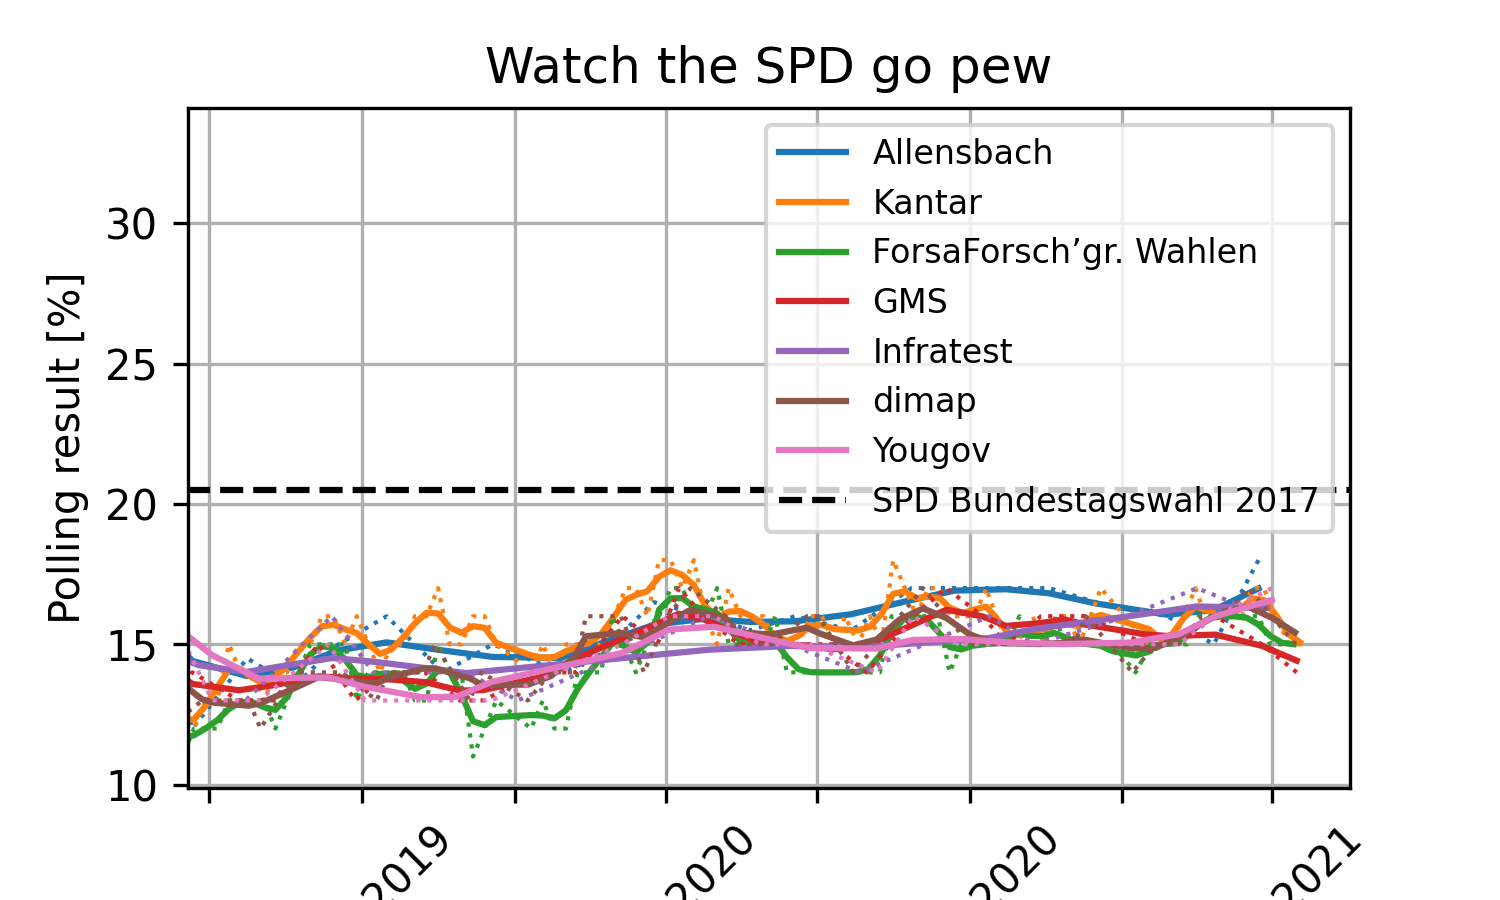 Watch the SPD go pew
Polling result [%]
30
25
20
15
10
Allensbach
Kantar
ForsaForsch’gr. Wahlen
GMS
Infratest
dimap
Yougov
SPD Bundestagswahl 2017
2019
2020
2020
2021